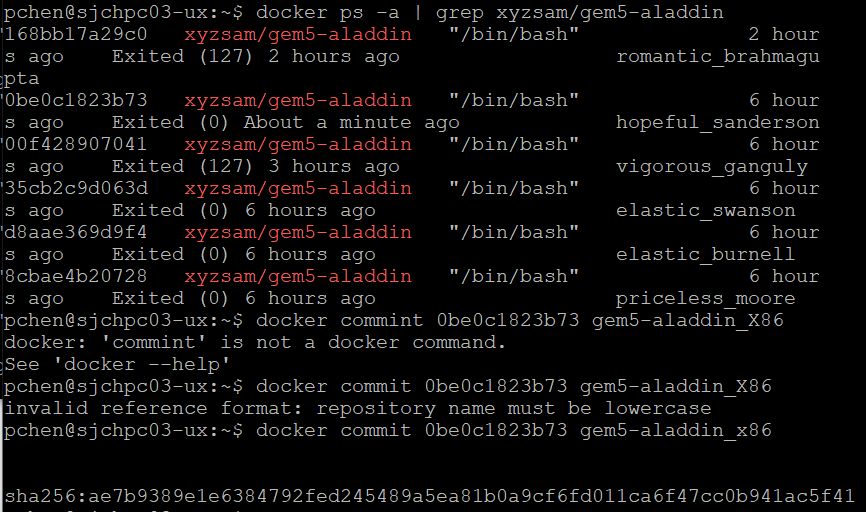 pchen@sjchpc03-ux:~$ docker ps -a | grep xyzsam/gem5-aladdin
168bb17a29c0   xyzsam/gem5-aladdin   "/bin/bash"              2 hour
s ago    Exited (127) 2 hours ago                    romantic_brahmagu
pta
0be0c1823b73   xyzsam/gem5-aladdin   "/bin/bash"              6 hour
s ago    Exited (0) About a minute ago             hopeful_sanderson
00f428907041   xyzsam/gem5-aladdin   "/bin/bash"              6 hour
s ago    Exited (127) 3 hours ago                    vigorous_ganguly
35cb2c9d063d   xyzsam/gem5-aladdin   "/bin/bash"              6 hour
s ago    Exited (0) 6 hours ago                    elastic_swanson
d8aae369d9f4   xyzsam/gem5-aladdin   "/bin/bash"              6 hour
s ago    Exited (0) 6 hours ago                    elastic_burnell
8cbae4b20728   xyzsam/gem5-aladdin   "/bin/bash"              6 hour
s ago    Exited (0) 6 hours ago                    priceless_moore
pchen@sjchpc03-ux:~$ docker commint 0be0c1823b73 gem5-aladdin_X86
docker: 'commint' is not a docker command.
See 'docker --help'
pchen@sjchpc03-ux:~$ docker commit 0be0c1823b73 gem5-aladdin_X86
invalid reference format: repository name must be lowercase
pchen@sjchpc03-ux:~$ docker commit 0be0c1823b73 gem5-aladdin_x86
sha256:ae7b9389e1e6384792fed245489a5ea81b0a9cf6fd011ca6f47cc0b941ac5f41